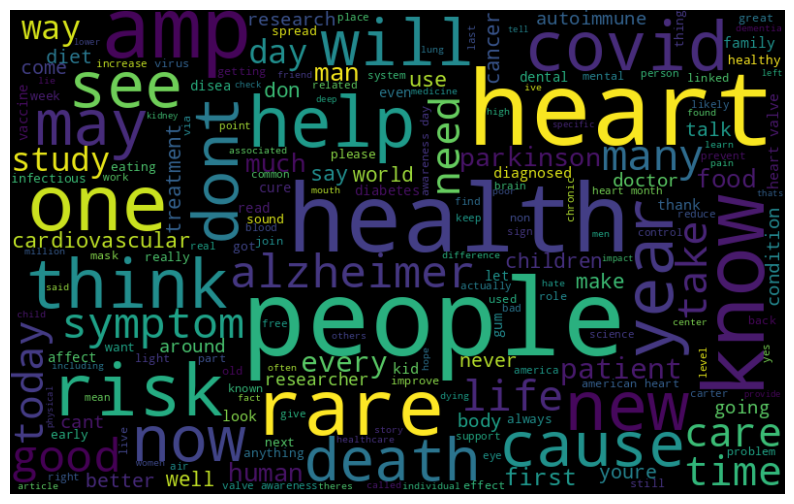 way
amp
will
research
autoimmune
place
great
tell
dementia
lower
spread
last
lung
day
cancer
covid
thing
family
increase
virus
diet
come
see
disea
getting
friend
man
use
system
dental
mental
person
linked
healthy
left
vaccine
week
lie
check
don
related
even
medicine
ive
likely
found
kidney
via
deep
high
specific
may
dont
help
point
please
need
heart
many
talk
learn
pain
prevent
heart valve
study
eating
associated
much
say
world
awareness day
parkinson
diagnosed
doctor
food
infectious
work
treatment
common
cure
diabetes
brain
chronic
heart month
thats
one
mouth
poor
read
sound
find
non
thank
reduce
cardiovascular
blood
keep
sign
men
control
condition
million
mask
real
got
join
health
difference
impact
know
said
really
alzheimer
let
children
think
actually
make
year
take
used
hate
role
child
free
people
bad
center
back
symptom
others
gum
science
yes
want
around
today
affect
light
part
every
never
america
level
including
old
often
kid
hope
patient
american heart
carter
provide
physical
mean
risk
known
researcher
improve
life
new
cant
fact
look
dying
going
rare
give
story
body
always
care
early
live
next
support
now
healthcare
eye
cause
problem
good
women
air
anything
death
first
youre
still
time
right
better
well
human
article
valve awareness
theres
called
individual
effect